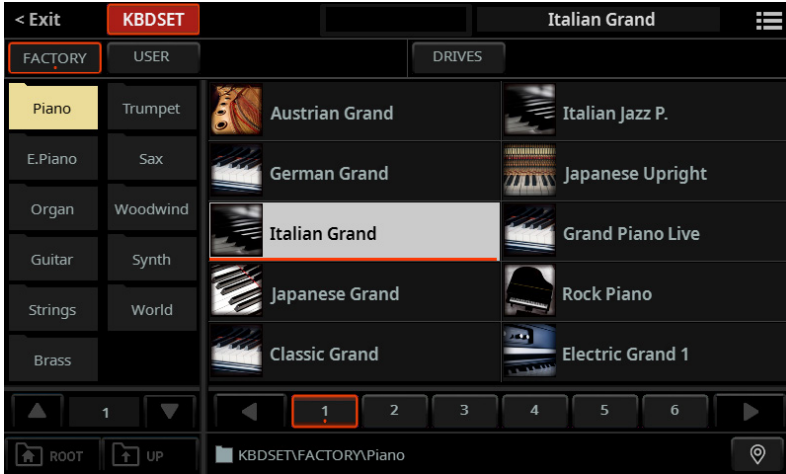 < Exit KBDSET Italian Grand
FACTORY USER DRIVES
Piano Trumpet Austrian Grand Italian Jazz P.
E.Piano Sax German Grand Japanese Upright
Organ Woodwind Italian Grand Grand Piano Live
Guitar Synth Japanese Grand Rock Piano
Strings World Classic Grand Electric Grand 1
Brass
1 1 2 3 4 5 6
ROOT UP KBDSET\FACTORY\Piano